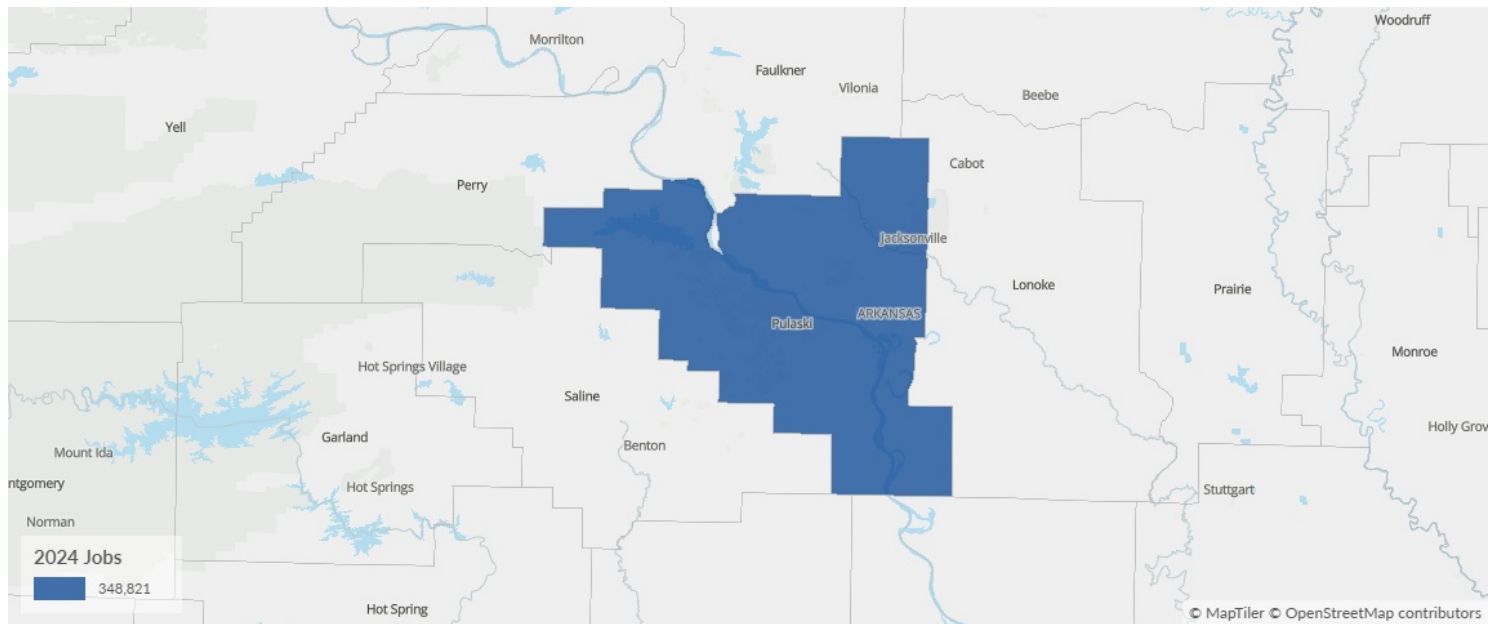 Woodruff
Morrilton
Faulkner
Vilonia
Beebe
Yell
Cabot
Perry
Jacksonville
Lonoke
Prairie
ARKANSAS
Pulaski
Monroe
Hot Springs Village
Saline
Holly Grov
Garland
Benton
Mount Ida
ntgomery
Hot Springs
Stuttgart
Norman
2024 Jobs
348,821
Hot Spring
© MapTiler © OpenStreetMap contributors